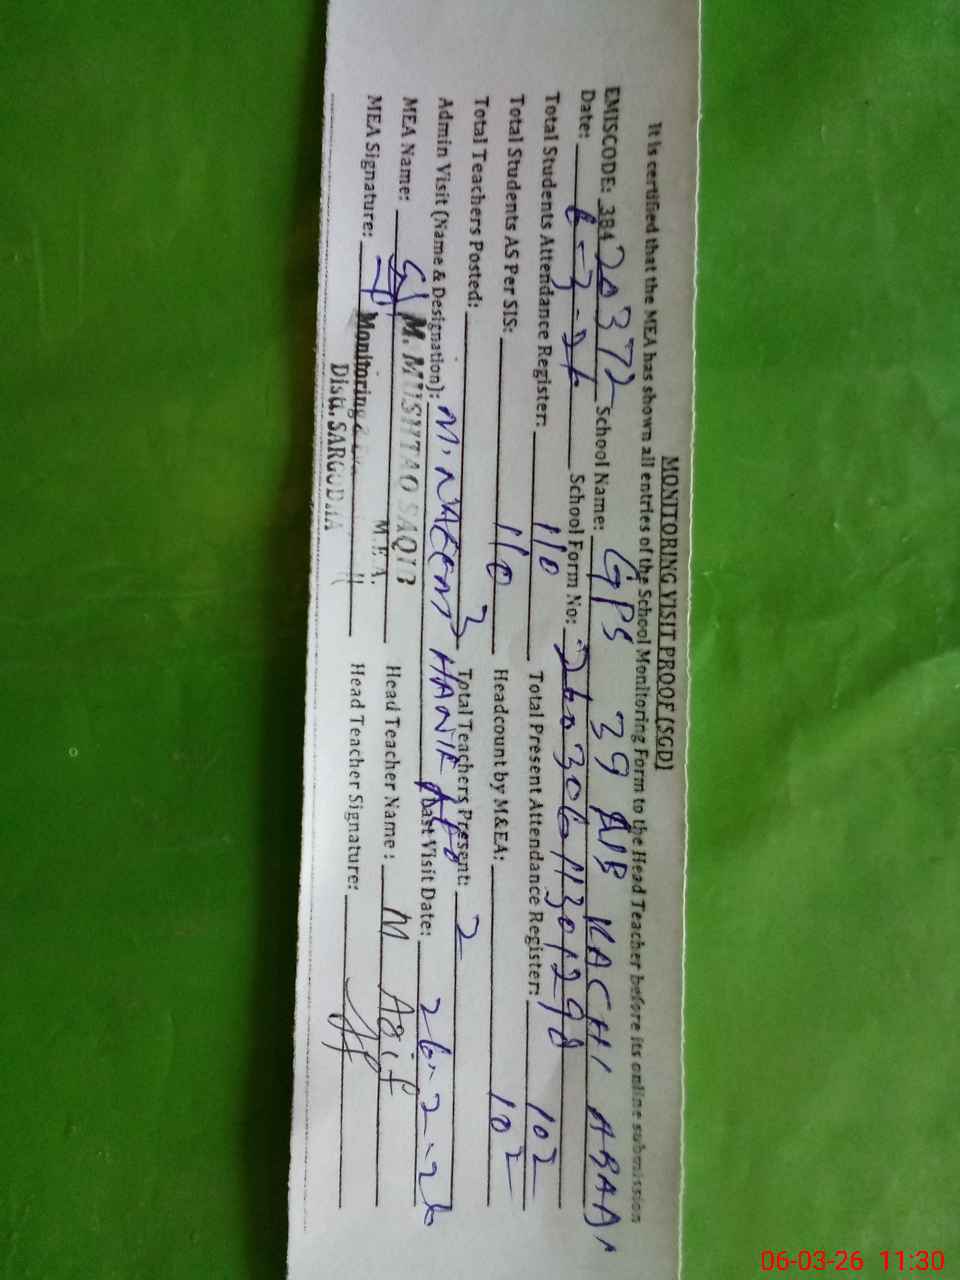 MONITORING VISIT PROOF (SGD)
It is certified that the MEA has shown all entries of the School Monitoring Form to the Head Teacher before its online submission
EMISCODE: 38420372 School Name: GPS 39 NB KACHI ABAA
Date: 6-3-26 School Form No: 26030611301298
Total Students Attendance Register: 110 Total Present Attendance Register: 102
Total Students AS Per SIS: 110 Headcount by M&EA: 102
Total Teachers Posted: 3 Total Teachers Present: 2
Admin Visit (Name & Designation): M. NAEEM HANIF Last Visit Date: 26-2-26
MEA Name: M. MUSHTAQ SAQIB Head Teacher Name: M Asif
M.E.A.
MEA Signature: Monitoring & Head Teacher Signature:
Distt. SARGODHA
06-03-26 11:30